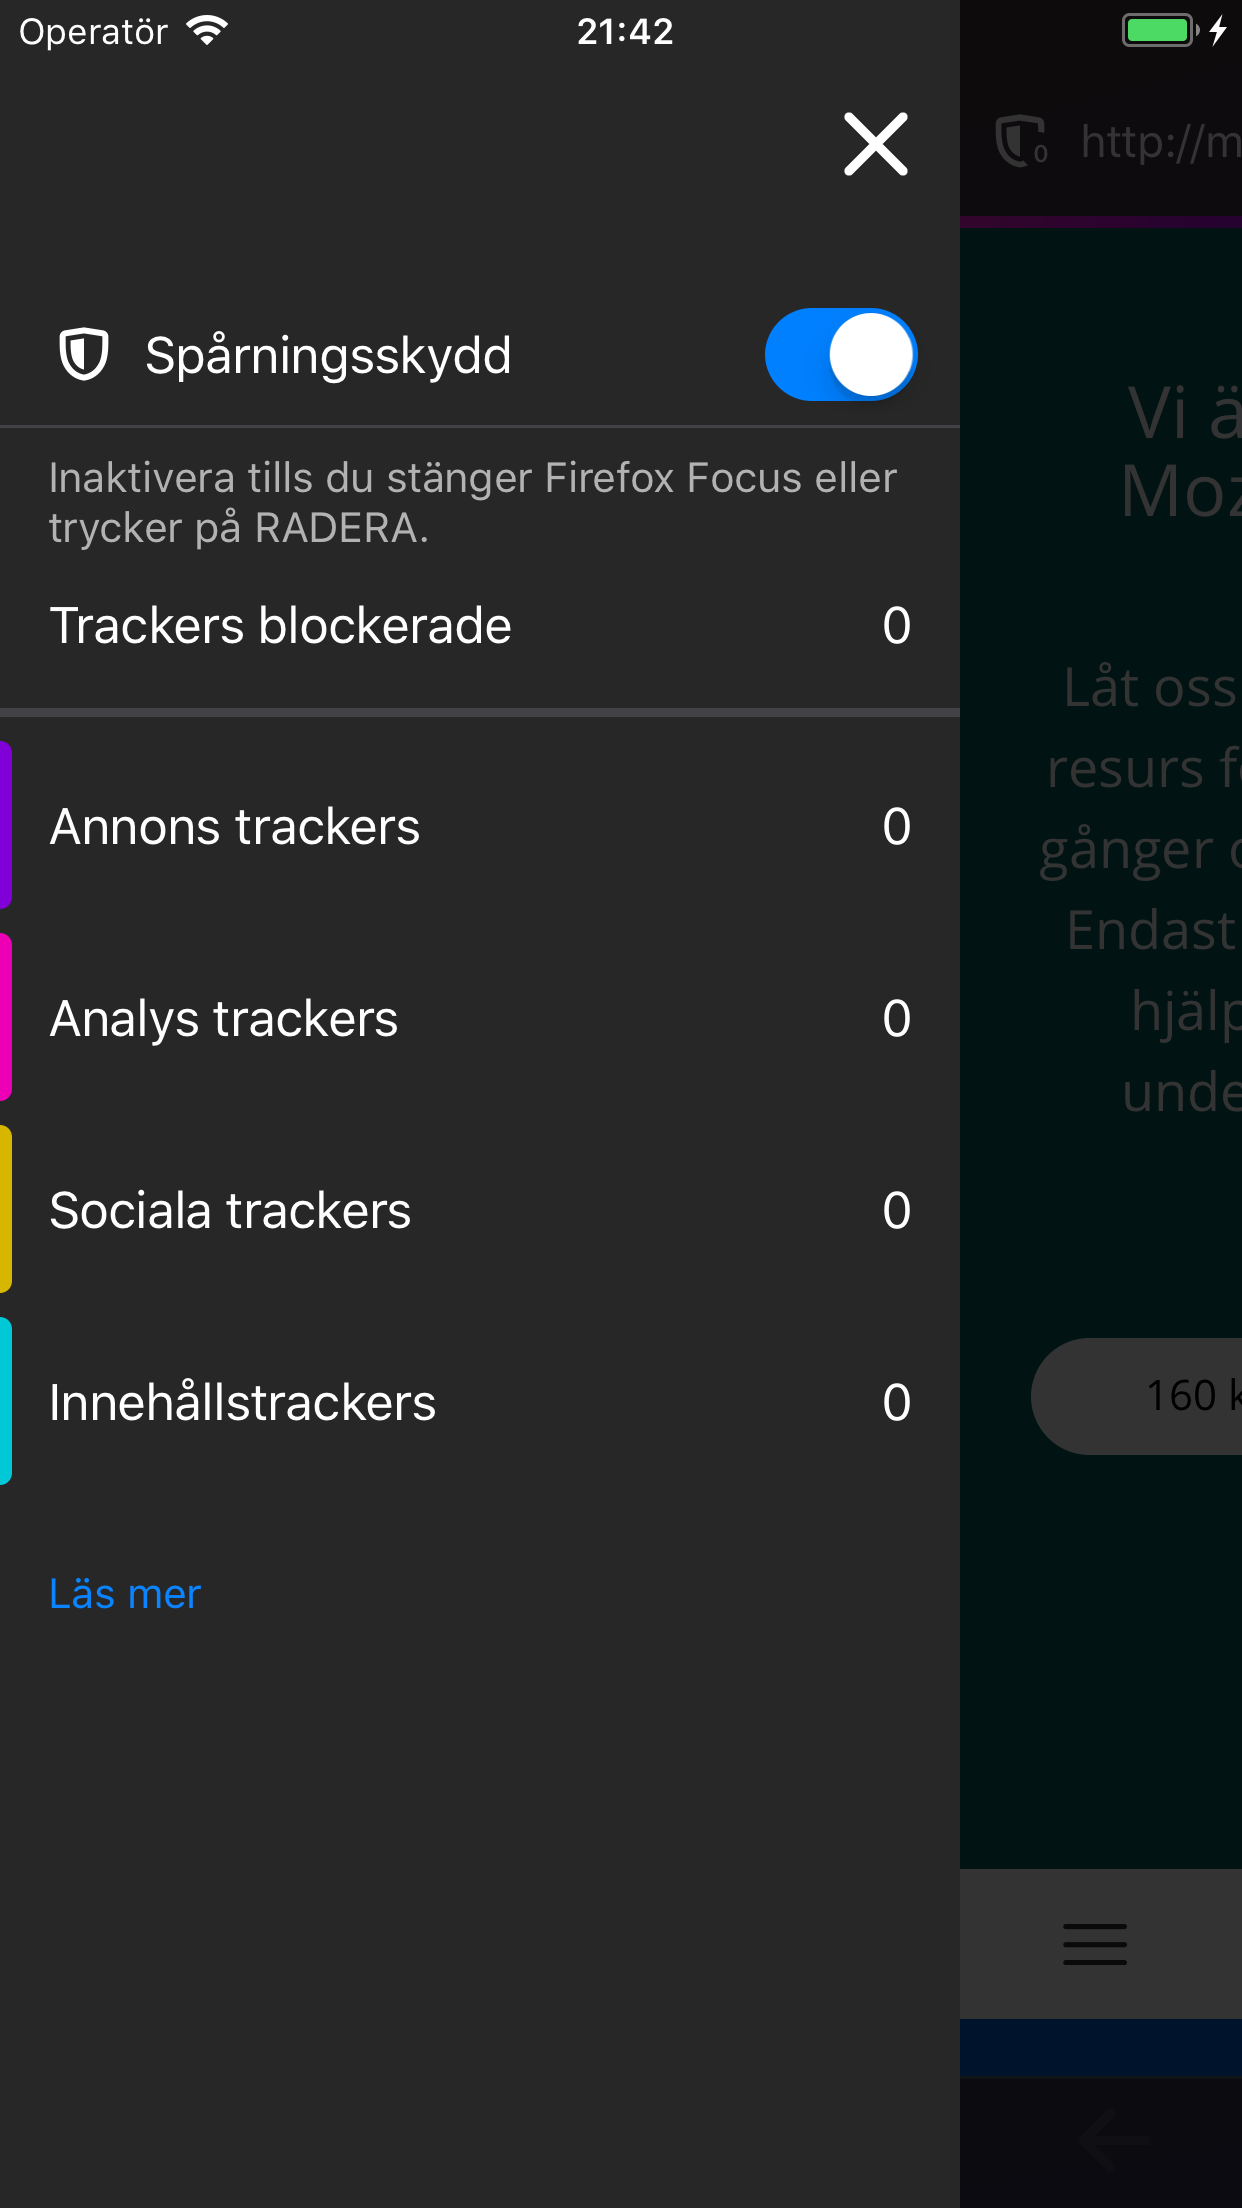 Operatör
21:42
0
http://m
Spårningsskydd
Inaktivera tills du stänger Firefox Focus eller
trycker på RADERA.
Trackers blockerade 0
Annons trackers 0
Analys trackers 0
Sociala trackers 0
Innehållstrackers 0
Läs mer
Vi ä
Moz
Låt oss
resurs f
gånger
Endast
hjälp
unde
160 k